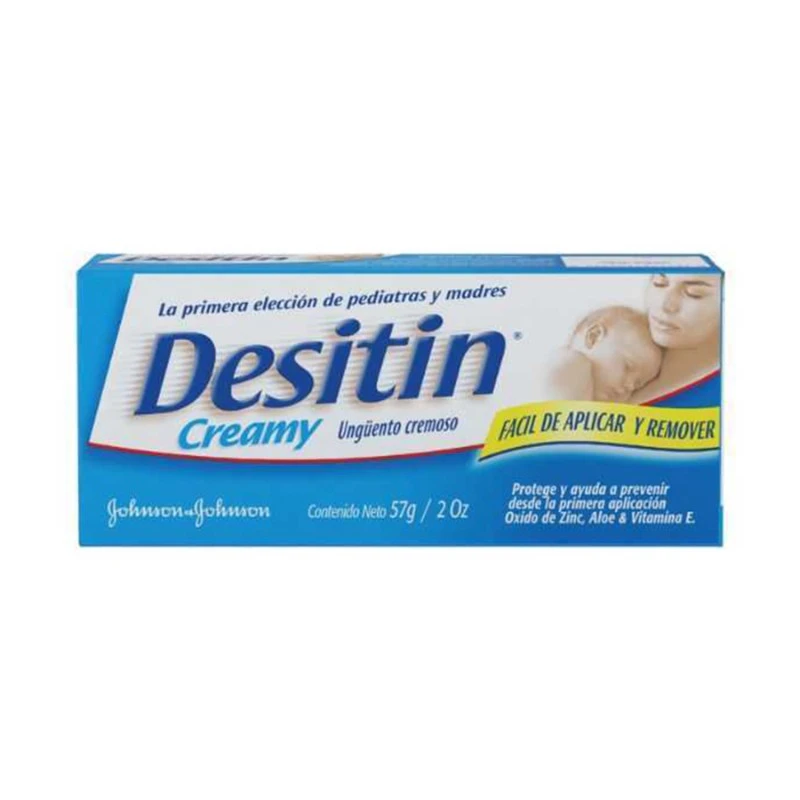 Desitin
La primera elección de pediatras y madres
Desitin®
Creamy Ungüento cremoso
FACIL DE APLICAR Y REMOVER
Johnson & Johnson
Contenido Neto 57g / 2 Oz
Protege y ayuda a prevenir
desde la primera aplicación
Oxido de Zinc, Aloe & Vitamina E.